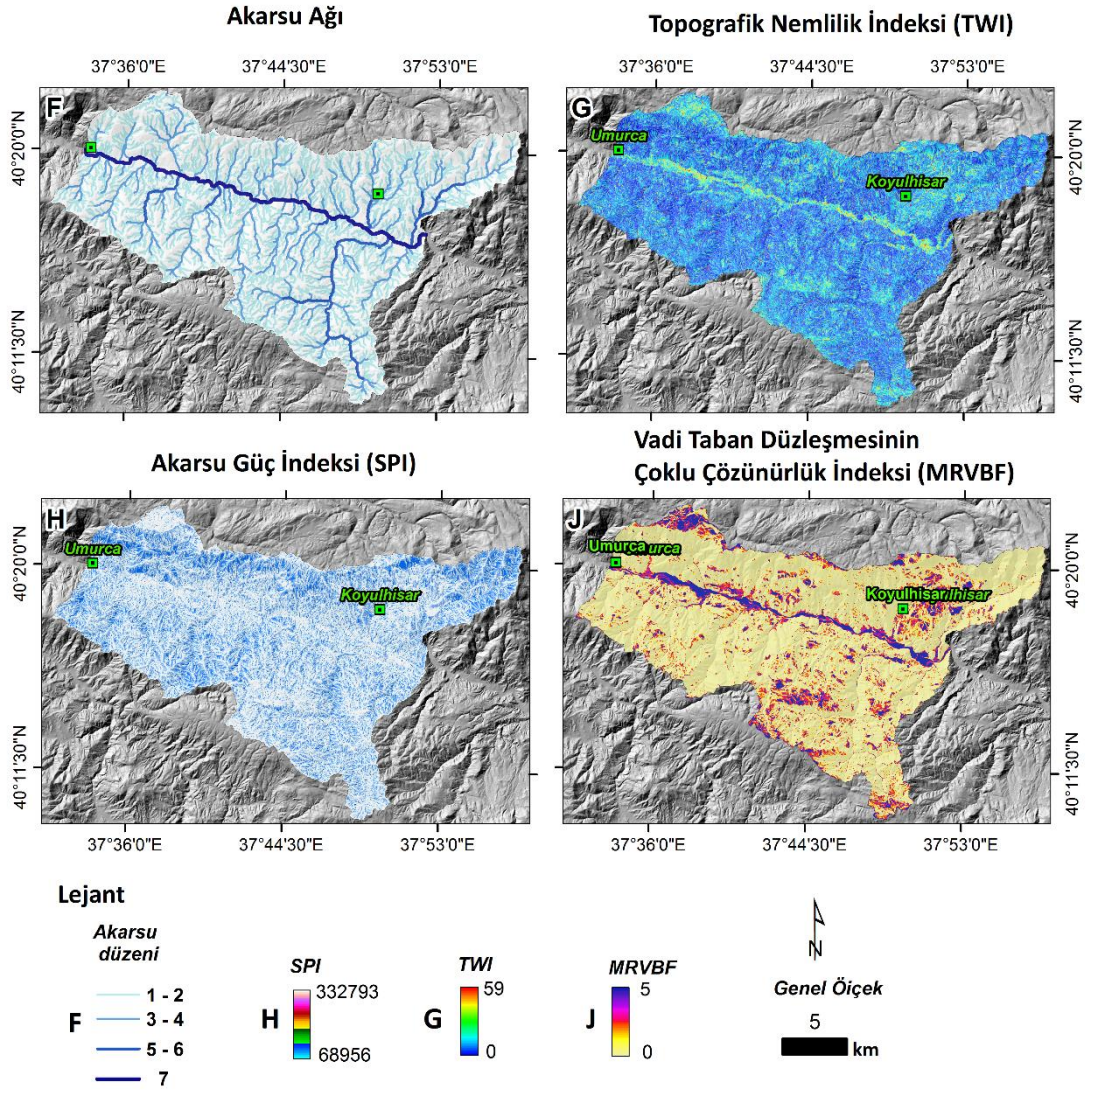 Akarsu Ağı
Topografik Nemlilik İndeksi (TWI)
37°36'0"E
37°44'30"E
37°53'0"E
37°36'0"E
37°44'30"E
37°53'0"E
F
G
40°20'0"N
40°11'30"N
Umurca
Koyulhisar
40°20'0"N
40°11'30"N
Akarsu Güç İndeksi (SPI)
Vadi Taban Düzleşmesinin
Çoklu Çözünürlük İndeksi (MRVBF)
H
J
40°20'0"N
40°11'30"N
Umurca
Koyulhisar
Umurca urca
Koyulhisar lhisar
40°20'0"N
40°11'30"N
37°36'0"E
37°44'30"E
37°53'0"E
37°36'0"E
37°44'30"E
37°53'0"E
Lejant
Akarsu
düzeni
F
1 - 2
3 - 4
5 - 6
7
SPI
H
332793
68956
TWI
G
59
0
MRVBF
J
5
0
N
Genel Öiçek
5
km